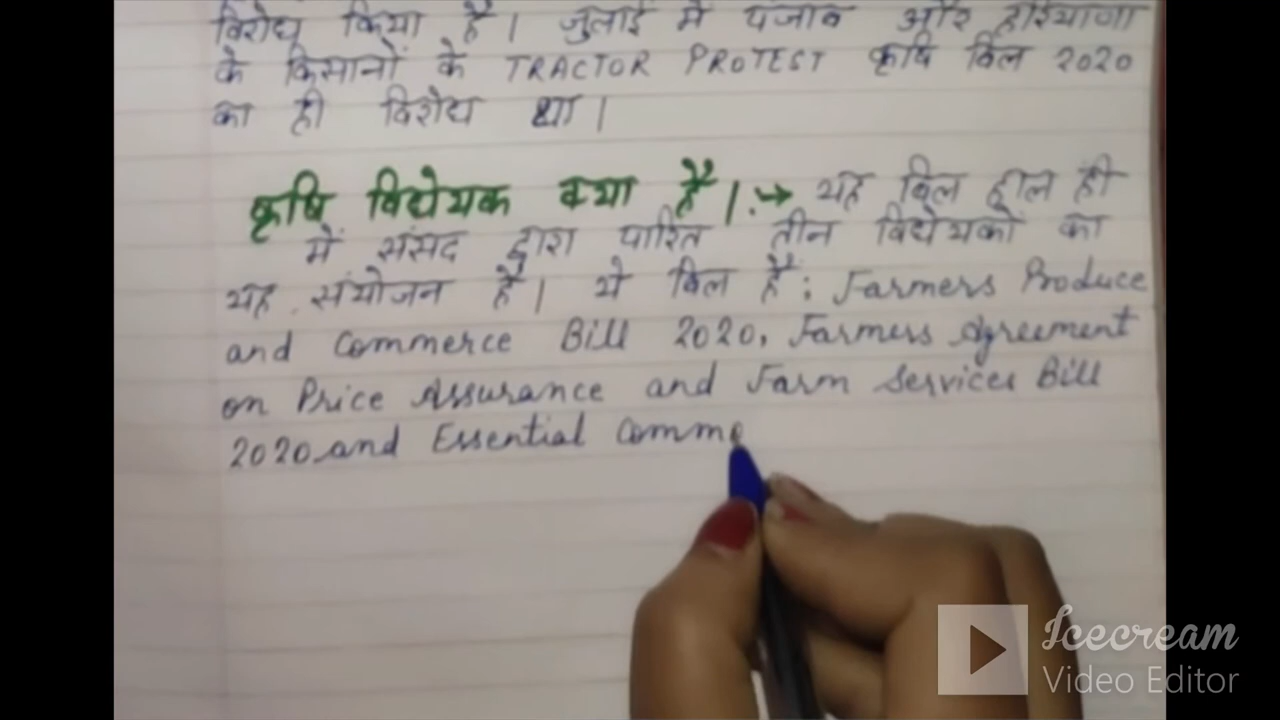 विरोध किया है। जुलाई में पंजाब और हरियाणा
के किसानों के TRACTOR PROTEST कृषि बिल 2020
का ही विरोध था।
कृषि विधेयक क्या है।:→ यह बिल हाल ही
में संसद द्वारा पारित तीन विधेयकों का
यह संयोजन है। ये बिल है: Farmers Produce
and Commerce Bill 2020, Farmers Agreement
on Price Assurance and Farm Services Bill
2020 and Essential Comme
Icecream
Video Editor